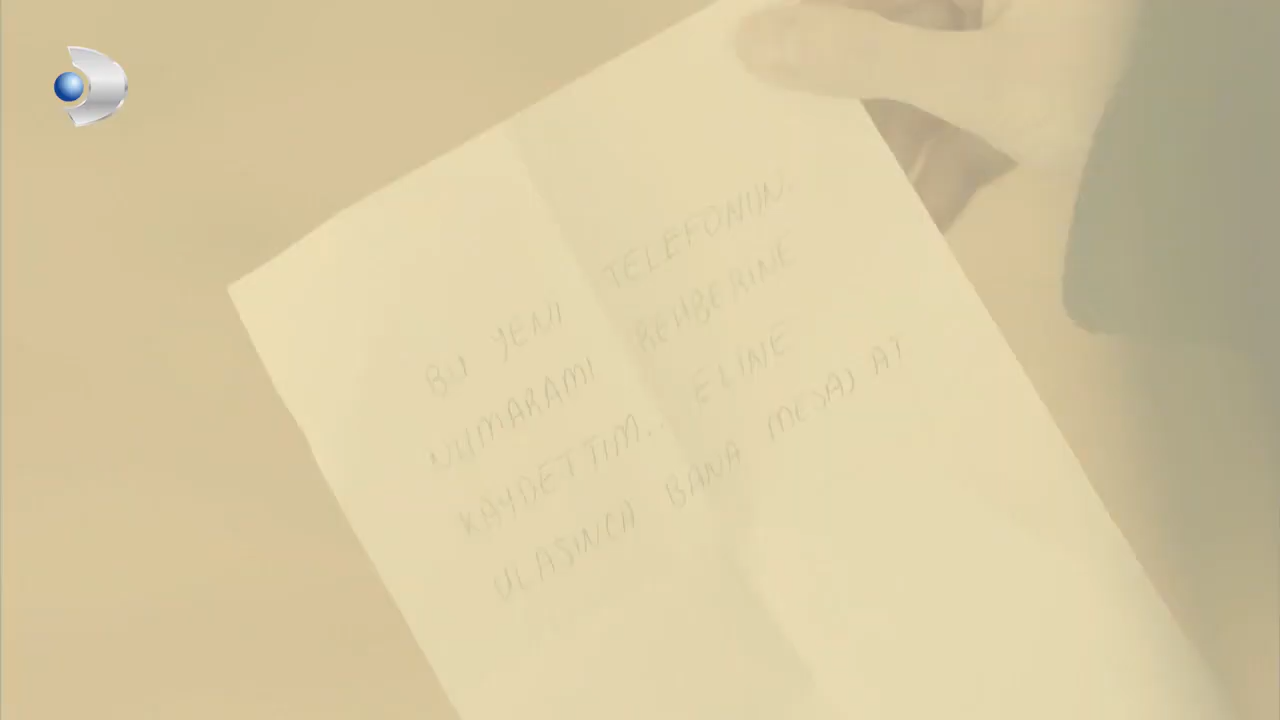 BU YENİ TELEFONUN.
NUMARAMI REHBERİNE
KAYDETTİM. ELİNE
ULAŞINCA BANA MESAJ AT